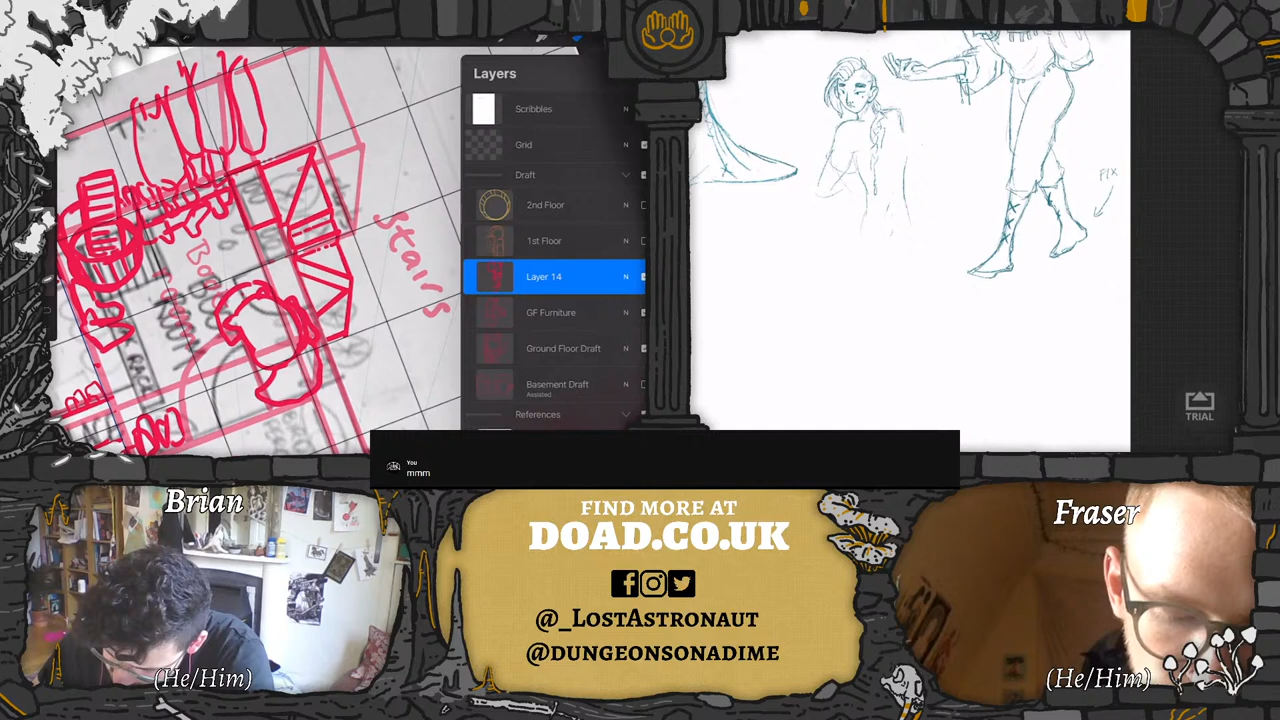 Layers
Scribbles N
Grid N
Draft
2nd Floor N
1st Floor N
Layer 14 N
GF Furniture N
Ground Floor Draft N
Basement Draft N
Assisted
References
Stairs
FIX
TRIAL
You
mmm
Brian
(He/Him)
FIND MORE AT
DOAD.CO.UK
@_LostAstronaut
@dungeonsonadime
Fraser
(He/Him)